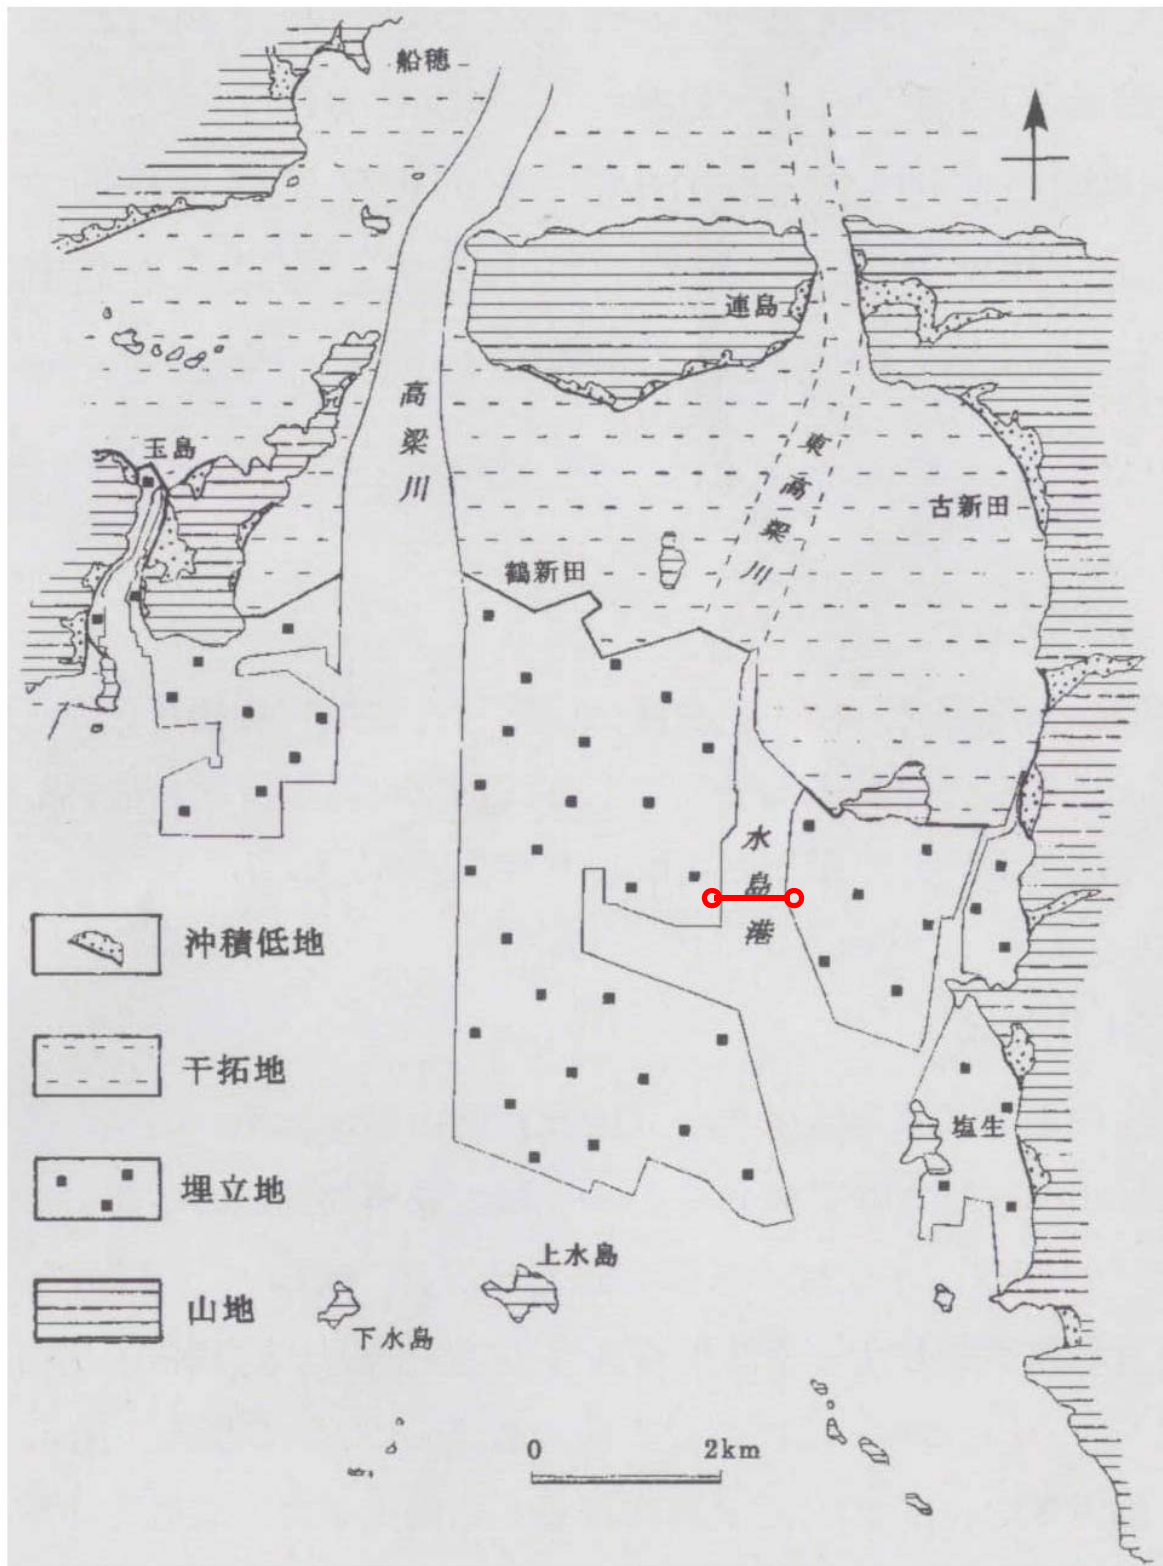 船穂
連島
高梁川
玉島
東高梁川
古新田
鶴新田
水島港
沖積低地
干拓地
埋立地
塩生
山地
上水島
下水島
0 2km